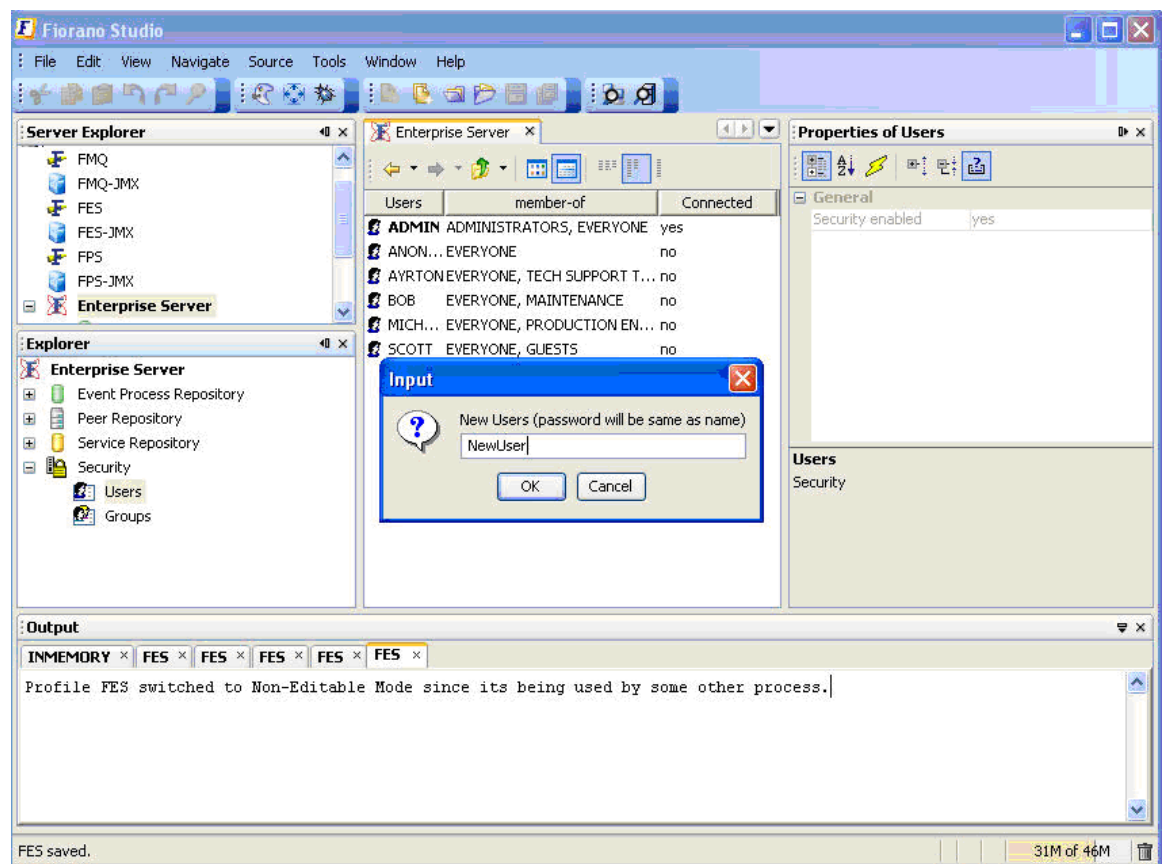 Fiorano Studio
File Edit View Navigate Source Tools Window Help
Server Explorer
FMQ
FMQ-JMX
FES
FES-JMX
FPS
FPS-JMX
Enterprise Server
Explorer
Enterprise Server
Event Process Repository
Peer Repository
Service Repository
Security
Users
Groups
Enterprise Server
Users member-of Connected
ADMIN ADMINISTRATORS, EVERYONE yes
ANON... EVERYONE no
AYRTON EVERYONE, TECH SUPPORT T... no
BOB EVERYONE, MAINTENANCE no
MICH... EVERYONE, PRODUCTION EN... no
SCOTT EVERYONE, GUESTS no
Input
New Users (password will be same as name)
NewUser
OK Cancel
Properties of Users
General
Security enabled yes
Users
Security
Output
INMEMORY FES FES FES FES FES
Profile FES switched to Non-Editable Mode since its being used by some other process.
FES saved.
31M of 46M